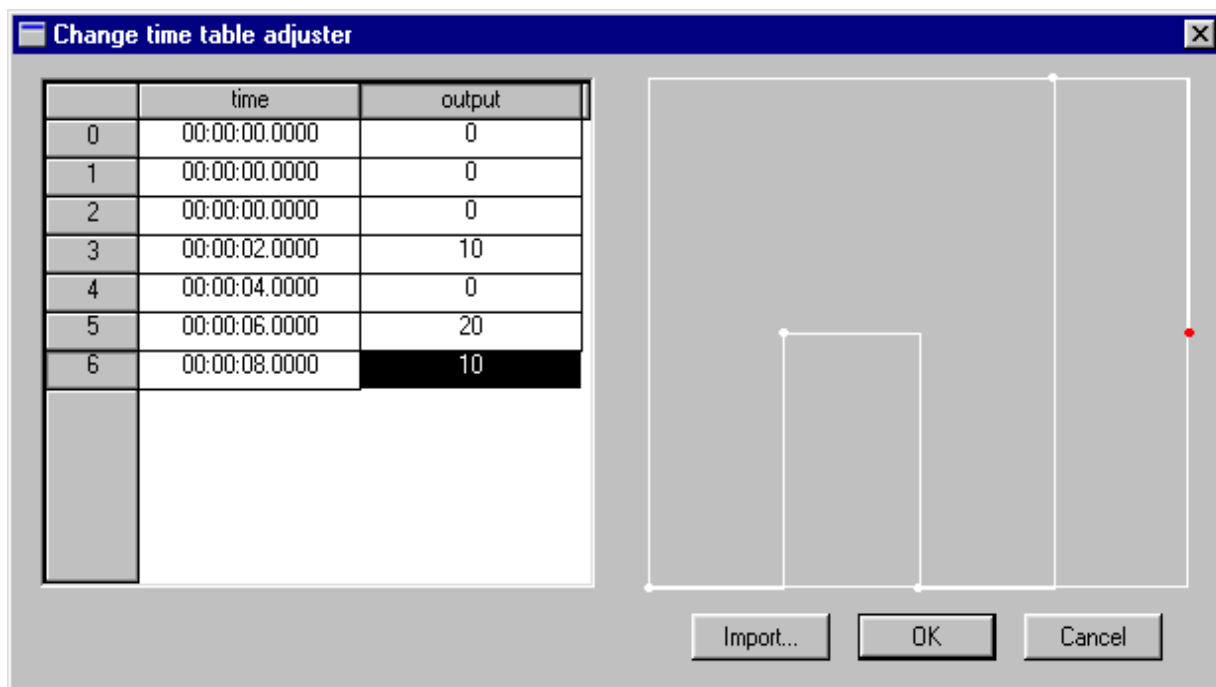 Change time table adjuster
time output
0 00:00:00.0000 0
1 00:00:00.0000 0
2 00:00:00.0000 0
3 00:00:02.0000 10
4 00:00:04.0000 0
5 00:00:06.0000 20
6 00:00:08.0000 10
Import... OK Cancel